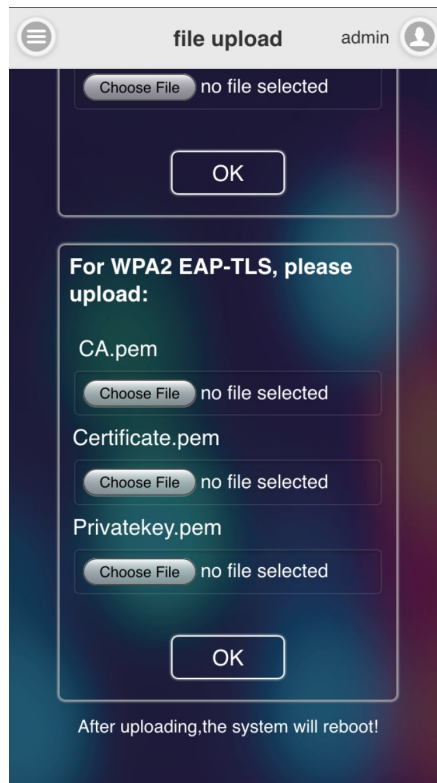 file upload admin
Choose File no file selected
OK
For WPA2 EAP-TLS, please
upload:
CA.pem
Choose File no file selected
Certificate.pem
Choose File no file selected
Privatekey.pem
Choose File no file selected
OK
After uploading,the system will reboot!